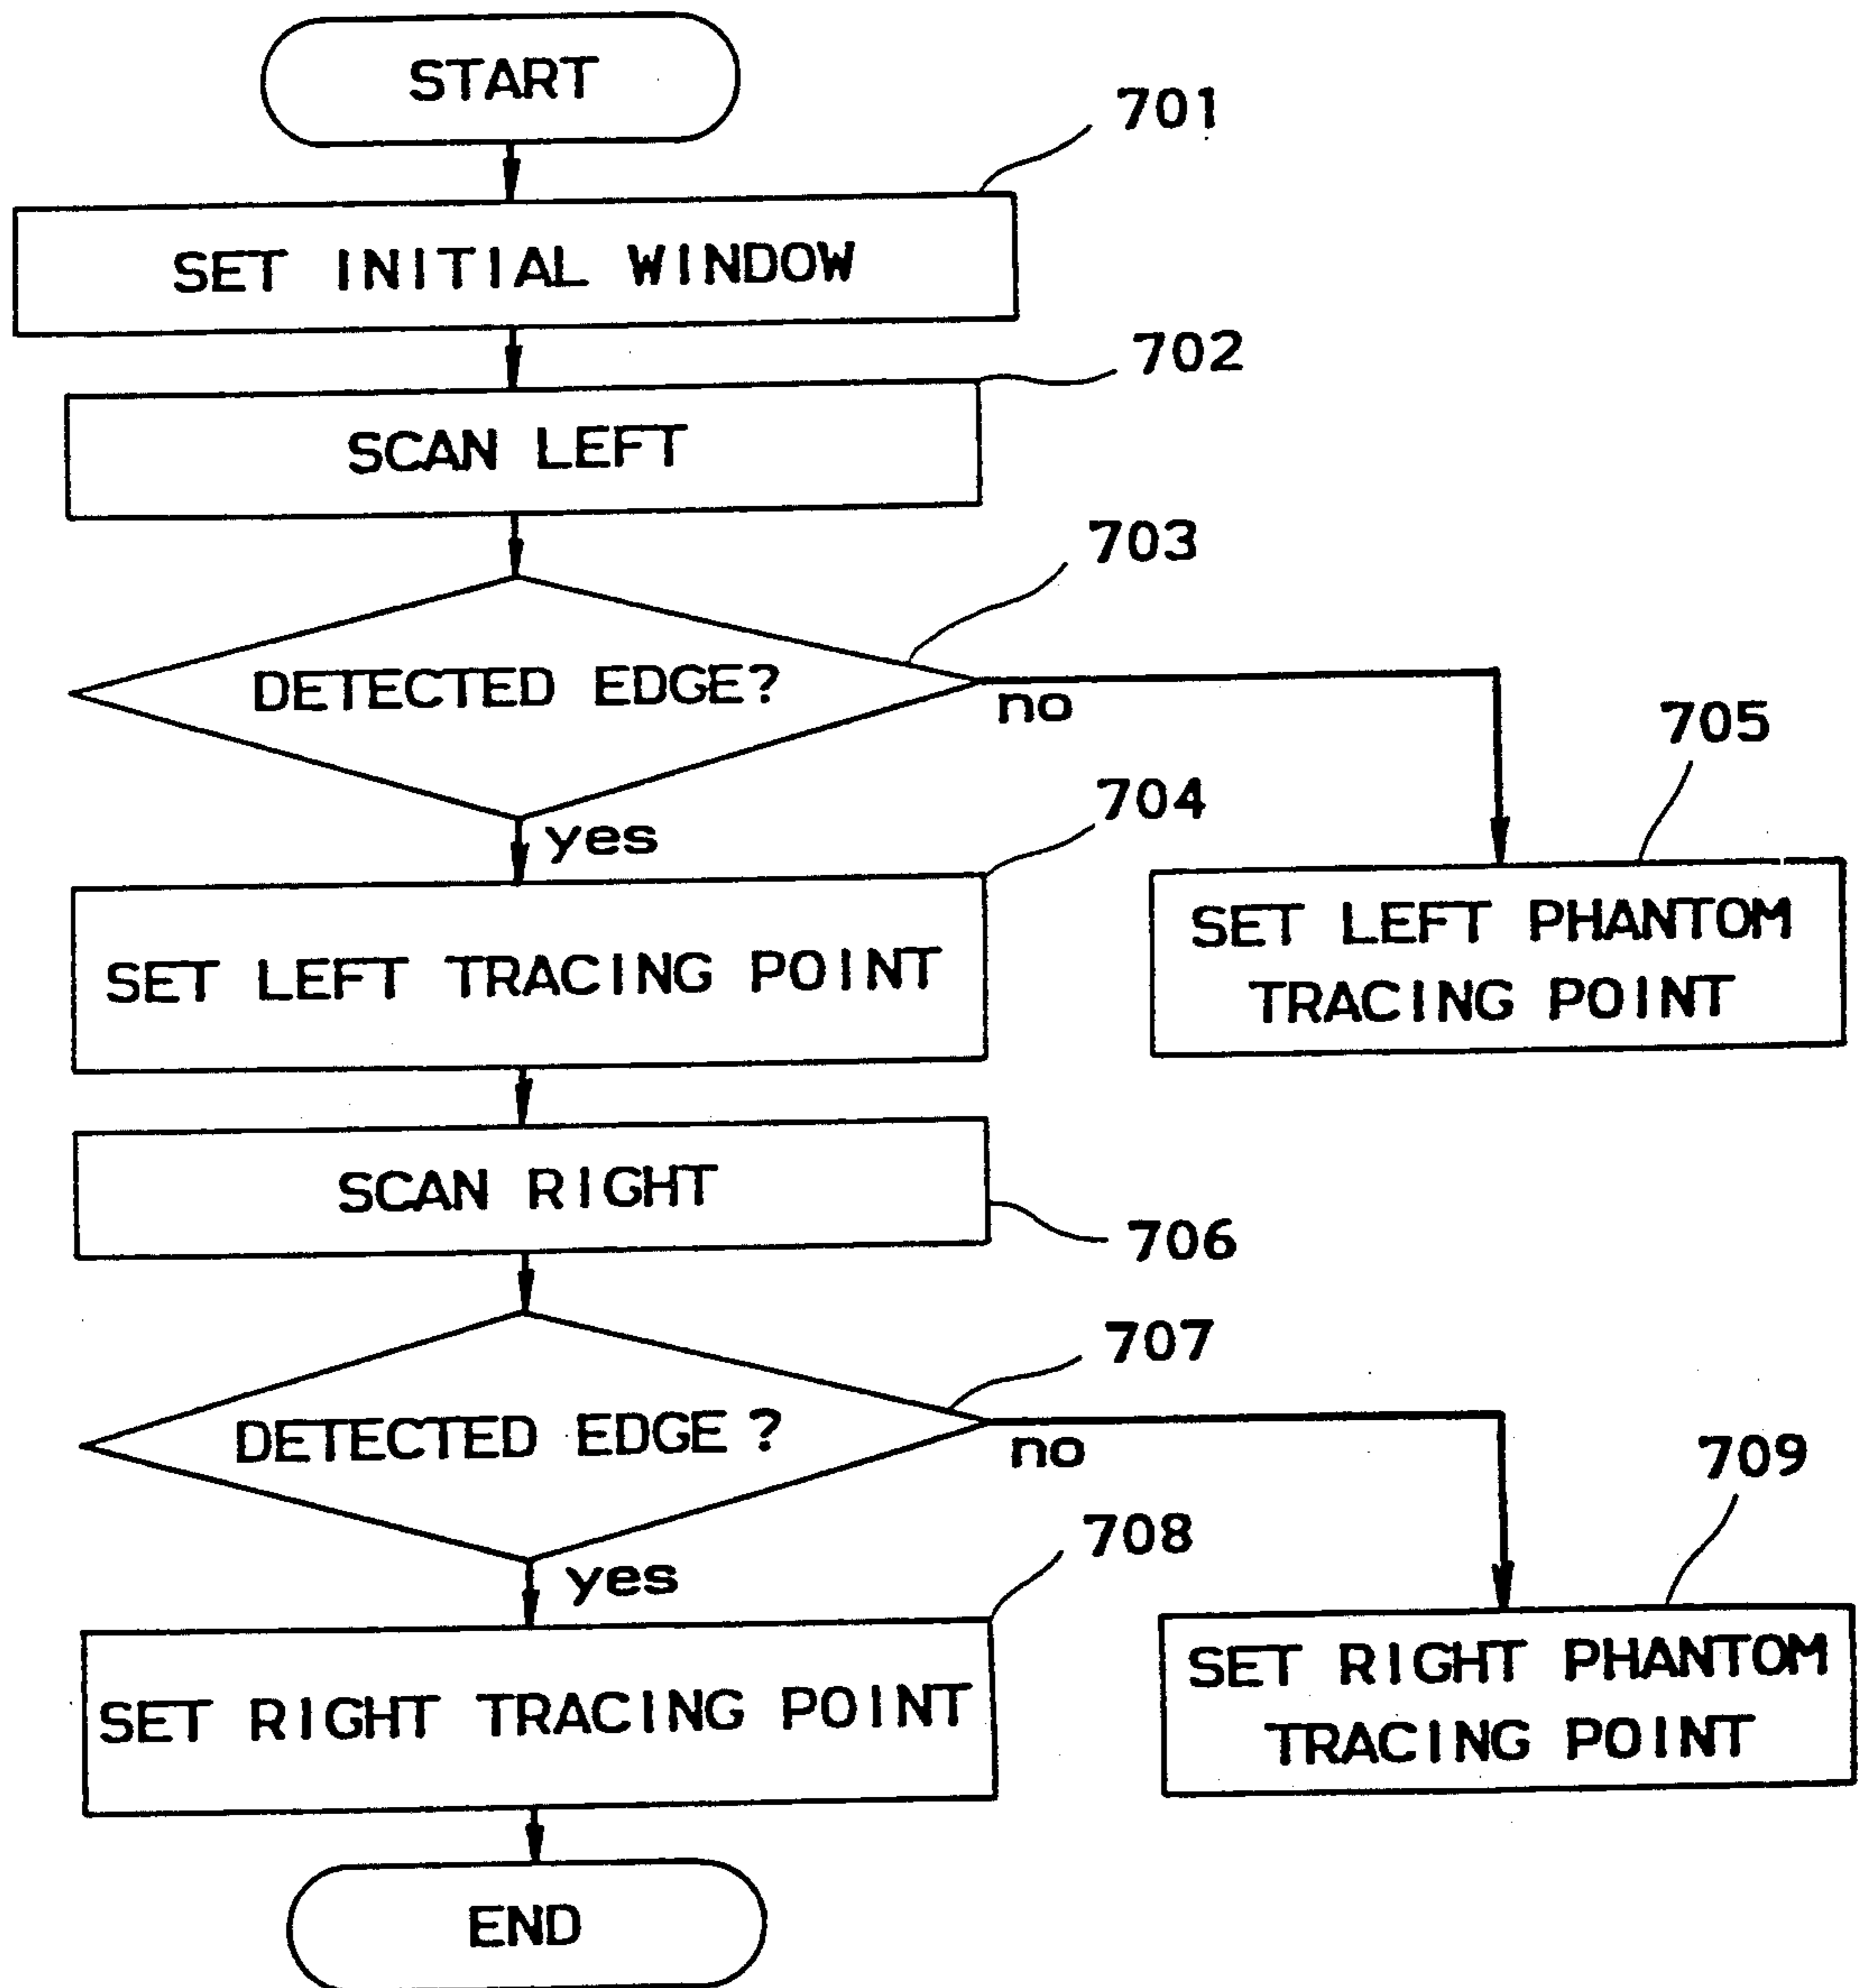 START
701
SET INITIAL WINDOW
702
SCAN LEFT
703
DETECTED EDGE?
no
705
704
yes
SET LEFT TRACING POINT
SET LEFT PHANTOM
TRACING POINT
SCAN RIGHT
706
707
DETECTED EDGE ?
no
709
708
yes
SET RIGHT TRACING POINT
SET RIGHT PHANTOM
TRACING POINT
END